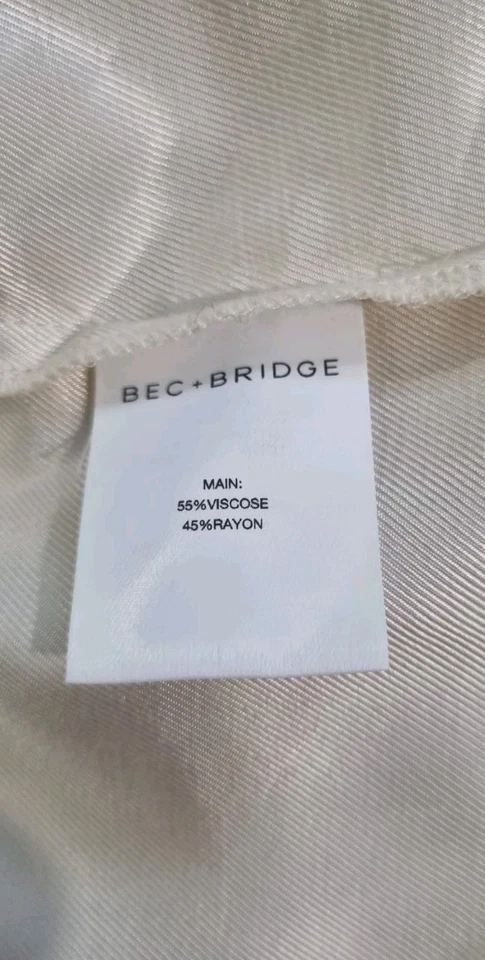 BEC + BRIDGE
MAIN:
55%VISCOSE
45%RAYON